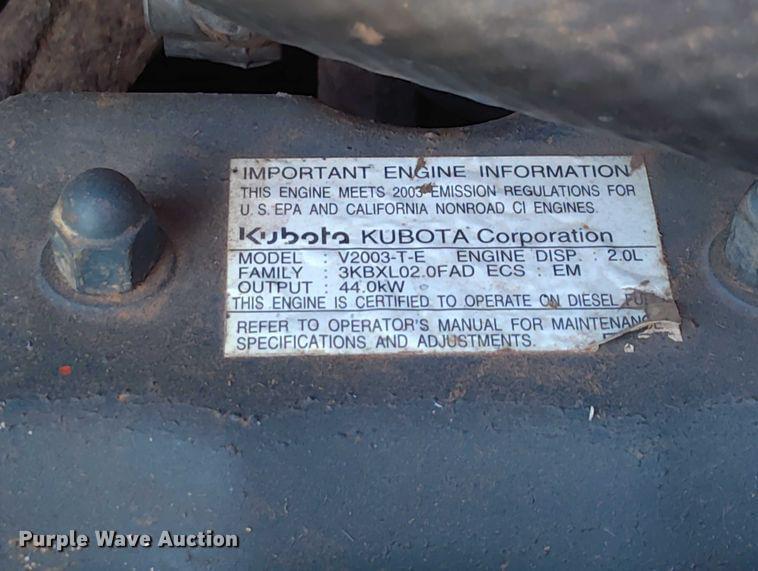 IMPORTANT ENGINE INFORMATION
THIS ENGINE MEETS 2003 EMISSION REGULATIONS FOR
U.S.EPA AND CALIFORNIA NONROAD CI ENGINES.
Kubota KUBOTA Corporation
MODEL : V2003-T-E ENGINE DISP. : 2.0L
FAMILY : 3KBXL02.0FAD ECS : EM
OUTPUT : 44.0kW
THIS ENGINE IS CERTIFIED TO OPERATE ON DIESEL
REFER TO OPERATOR'S MANUAL FOR MAINTENANCE
SPECIFICATIONS AND ADJUSTMENTS.
Purple Wave Auction